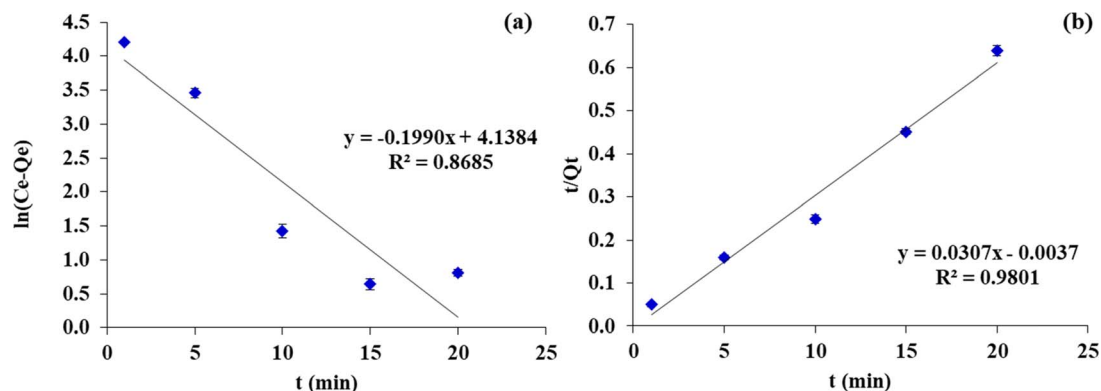 (a)
4.5
4.0
3.5
3.0
2.5
2.0
1.5
1.0
0.5
0.0
ln(Ce-Qe)
y = -0.1990x + 4.1384
R² = 0.8685
0 5 10 15 20 25
t (min)
(b)
0.7
0.6
0.5
0.4
0.3
0.2
0.1
0.0
t/Qt
y = 0.0307x - 0.0037
R² = 0.9801
0 5 10 15 20 25
t (min)